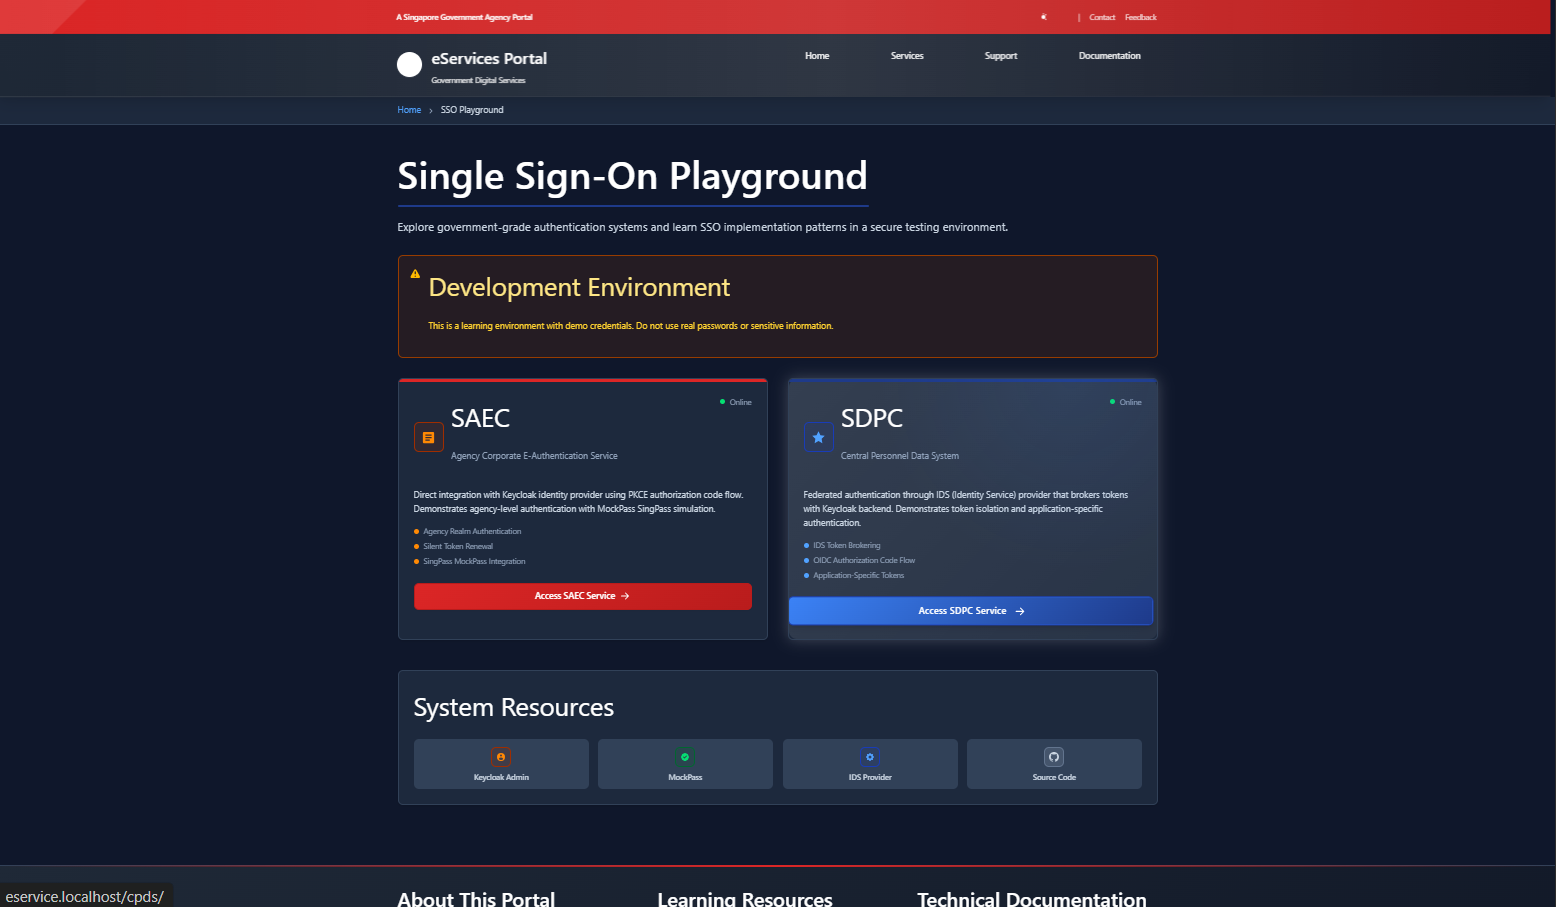 A Singapore Government Agency Portal
| Contact Feedback
eServices Portal
Government Digital Services
Home Services Support Documentation
Home › SSO Playground
Single Sign-On Playground
Explore government-grade authentication systems and learn SSO implementation patterns in a secure testing environment.
Development Environment
This is a learning environment with demo credentials. Do not use real passwords or sensitive information.
Online
SAEC
Agency Corporate E-Authentication Service
Direct integration with Keycloak identity provider using PKCE authorization code flow.
Demonstrates agency-level authentication with MockPass SingPass simulation.
Agency Realm Authentication
Silent Token Renewal
SingPass MockPass Integration
Access SAEC Service →
Online
SDPC
Central Personnel Data System
Federated authentication through IDS (Identity Service) provider that brokers tokens
with Keycloak backend. Demonstrates token isolation and application-specific
authentication.
IDS Token Brokering
OIDC Authorization Code Flow
Application-Specific Tokens
Access SDPC Service →
System Resources
Keycloak Admin
MockPass
IDS Provider
Source Code
About This Portal
Learning Resources
Technical Documentation
eservice.localhost/cpds/